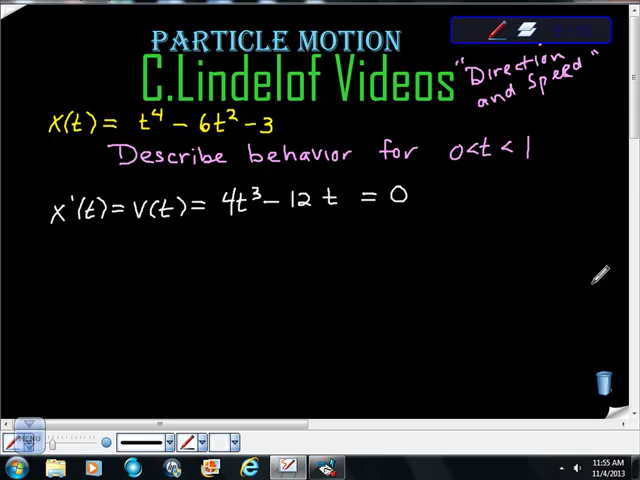 PARTICLE MOTION
C.Lindelof Videos
"Direction
and Speed"
x(t) = t⁴ − 6t² − 3
Describe behavior for 0<t<1
x'(t) = v(t) = 4t³ − 12t = 0
MENU
11:55 AM
11/4/2013